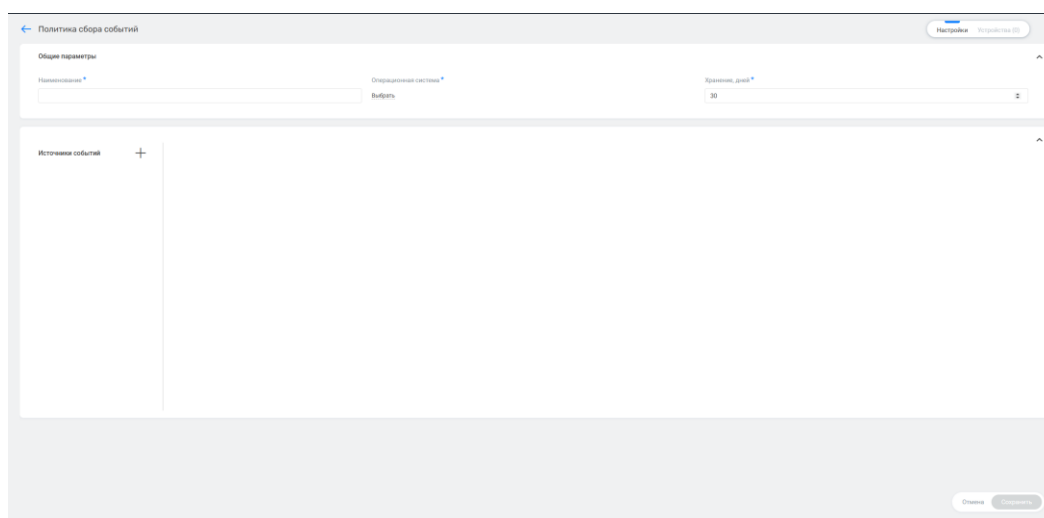 Политика сбора событий
Настройки Устройства (0)
Общие параметры
Наименование * Операционная система * Хранение, дней *
Выбрать 30
Источники событий
Отмена Сохранить